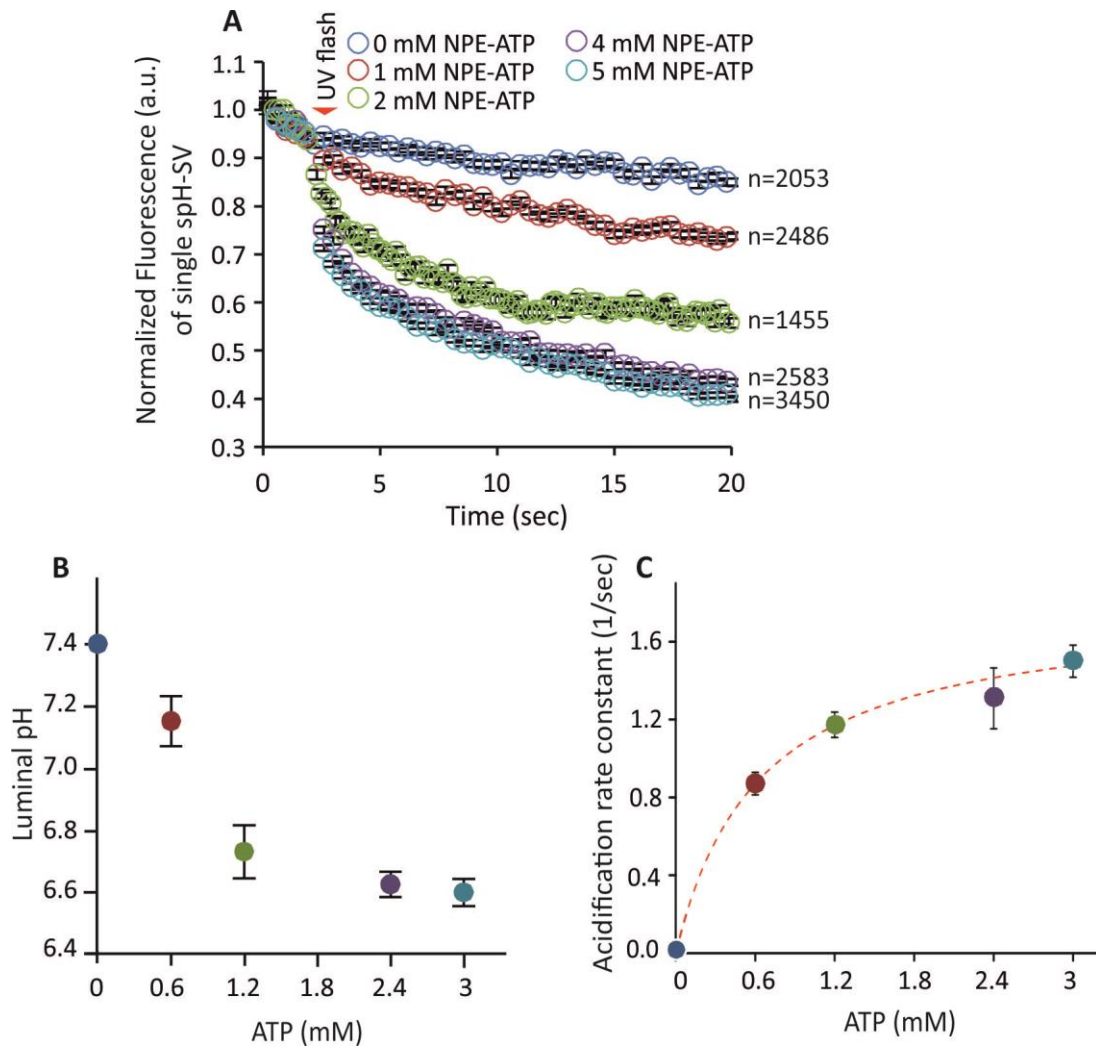 A
UV flash
0 mM NPE-ATP
4 mM NPE-ATP
1 mM NPE-ATP
5 mM NPE-ATP
2 mM NPE-ATP
Normalized Fluorescence (a.u.)
of single spH-SV
1.1
1.0
0.9
0.8
0.7
0.6
0.5
0.4
0.3
n=2053
n=2486
n=1455
n=2583
n=3450
0 5 10 15 20
Time (sec)
B
Luminal pH
7.4
7.2
7.0
6.8
6.6
6.4
0 0.6 1.2 1.8 2.4 3
ATP (mM)
C
Acidification rate constant (1/sec)
1.6
1.2
0.8
0.4
0.0
0 0.6 1.2 1.8 2.4 3
ATP (mM)